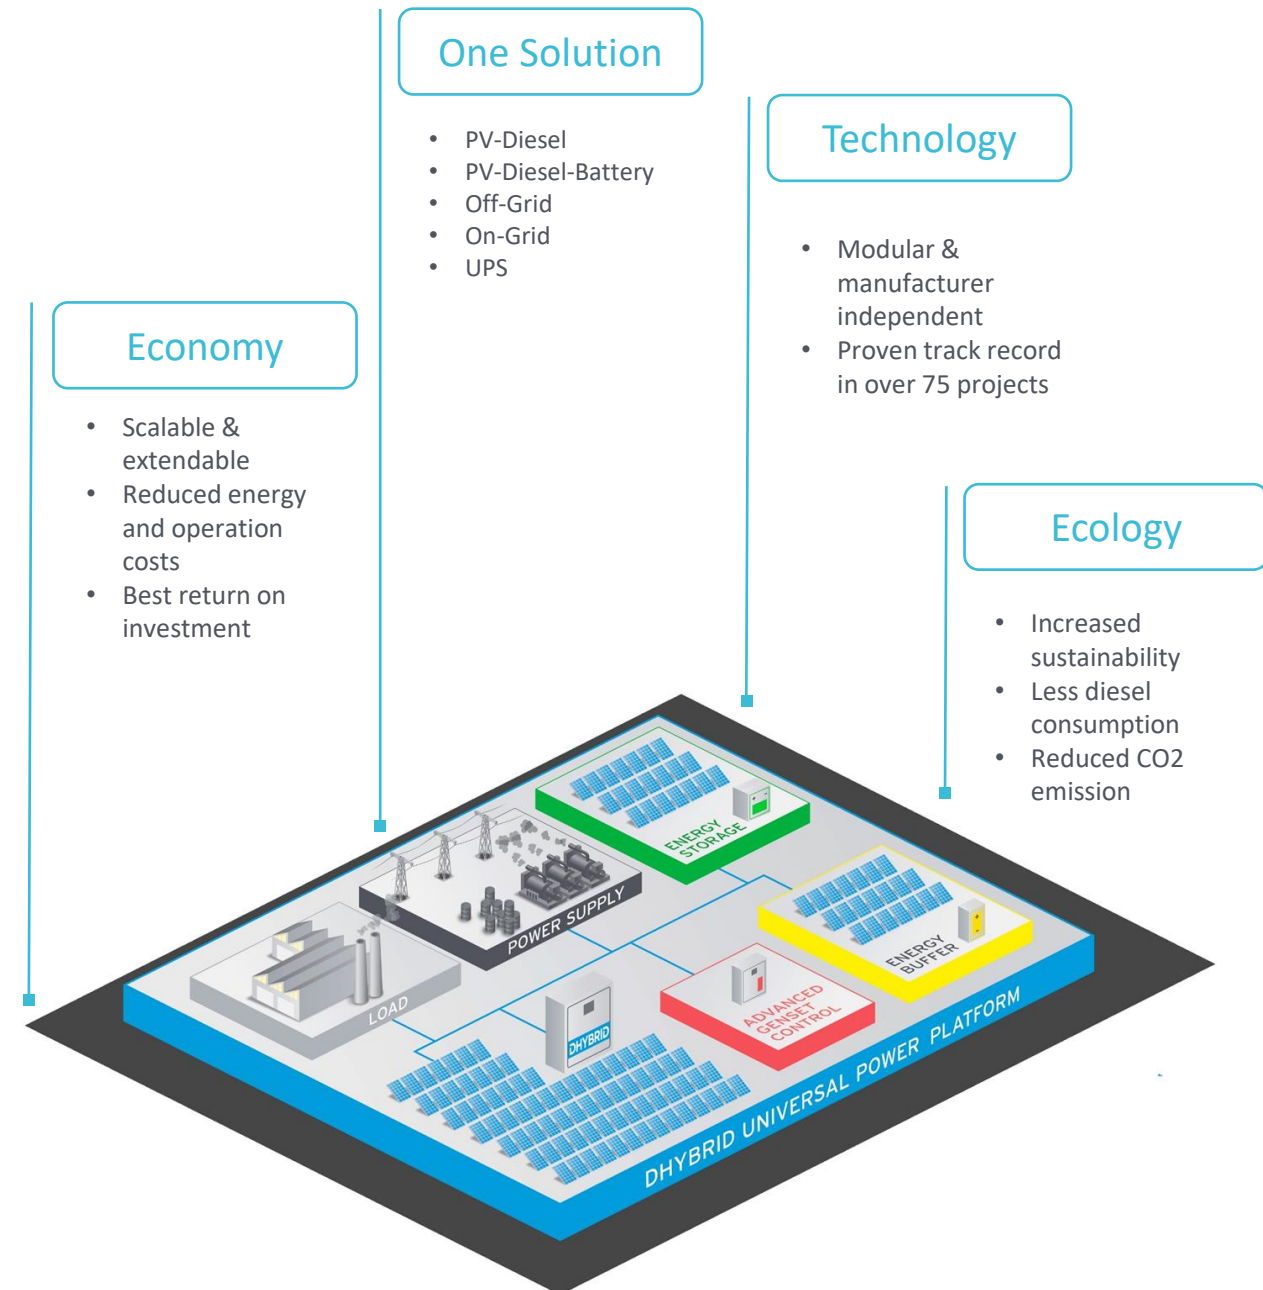 One Solution
• PV-Diesel
• PV-Diesel-Battery
• Off-Grid
• On-Grid
• UPS
Technology
• Modular &
manufacturer
independent
• Proven track record
in over 75 projects
Economy
• Scalable &
extendable
• Reduced energy
and operation
costs
• Best return on
investment
Ecology
• Increased
sustainability
• Less diesel
consumption
• Reduced CO2
emission
ENERGY
STORAGE
POWER SUPPLY
ENERGY
BUFFER
LOAD
ADVANCED
GENSET
CONTROL
DHYBRID
DHYBRID UNIVERSAL POWER PLATFORM